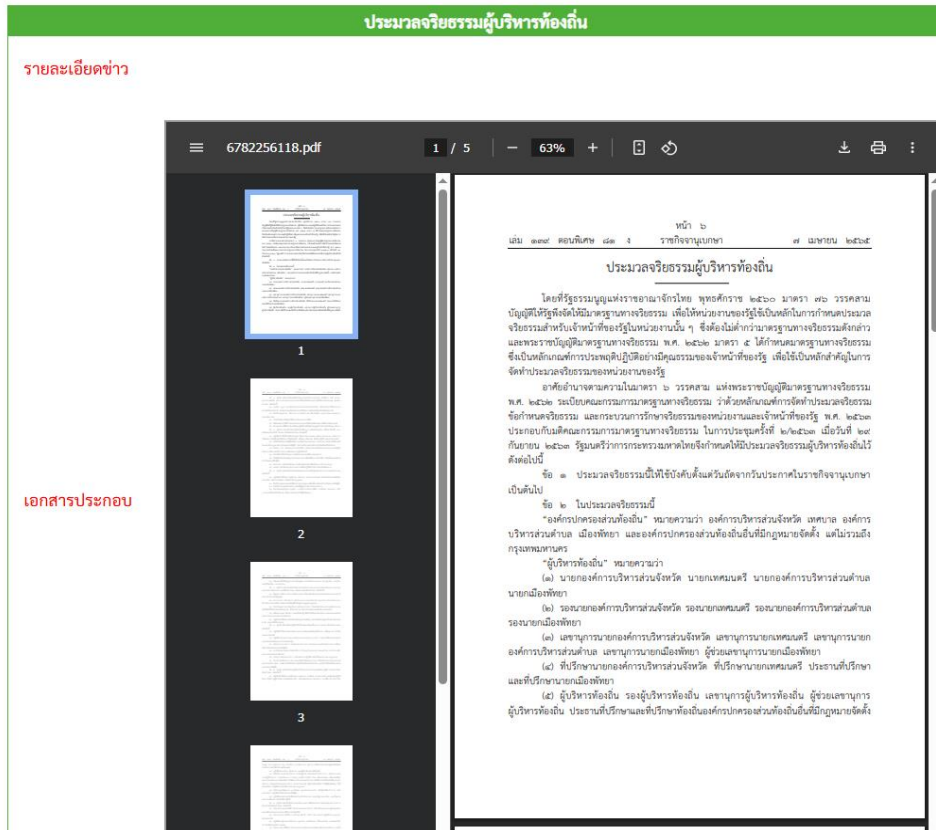 ประมวลจริยธรรมผู้บริหารท้องถิ่น
รายละเอียดข่าว
เอกสารประกอบ
6782256118.pdf
1 / 5
63%
1
2
3
หน้า ๖
เล่ม ๑๓๙ ตอนพิเศษ ๘๑ ง ราชกิจจานุเบกษา ๗ เมษายน ๒๕๖๕
ประมวลจริยธรรมผู้บริหารท้องถิ่น
โดยที่รัฐธรรมนูญแห่งราชอาณาจักรไทย พุทธศักราช ๒๕๖๐ มาตรา ๗๖ วรรคสาม
บัญญัติให้รัฐพึงจัดให้มีมาตรฐานทางจริยธรรม เพื่อให้หน่วยงานของรัฐใช้เป็นหลักในการกำหนดประมวล
จริยธรรมสำหรับเจ้าหน้าที่ของรัฐในหน่วยงานนั้น ๆ ซึ่งต้องไม่ต่ำกว่ามาตรฐานทางจริยธรรมดังกล่าว
และพระราชบัญญัติมาตรฐานทางจริยธรรม พ.ศ. ๒๕๖๒ มาตรา ๕ ได้กำหนดมาตรฐานทางจริยธรรม
ซึ่งเป็นหลักเกณฑ์การประพฤติปฏิบัติอย่างมีคุณธรรมของเจ้าหน้าที่ของรัฐ เพื่อใช้เป็นหลักสำคัญในการ
จัดทำประมวลจริยธรรมของหน่วยงานของรัฐ
อาศัยอำนาจตามความในมาตรา ๖ วรรคสาม แห่งพระราชบัญญัติมาตรฐานทางจริยธรรม
พ.ศ. ๒๕๖๒ ระเบียบคณะกรรมการมาตรฐานทางจริยธรรม ว่าด้วยหลักเกณฑ์การจัดทำประมวลจริยธรรม
ข้อกำหนดจริยธรรม และกระบวนการรักษาจริยธรรมของหน่วยงานและเจ้าหน้าที่ของรัฐ พ.ศ. ๒๕๖๓
ประกอบกับมติคณะกรรมการมาตรฐานทางจริยธรรม ในการประชุมครั้งที่ ๒/๒๕๖๓ เมื่อวันที่ ๒๙
กันยายน ๒๕๖๓ รัฐมนตรีว่าการกระทรวงมหาดไทยจึงกำหนดให้มีประมวลจริยธรรมผู้บริหารท้องถิ่นไว้
ดังต่อไปนี้
ข้อ ๑ ประมวลจริยธรรมนี้ให้ใช้บังคับตั้งแต่วันถัดจากวันประกาศในราชกิจจานุเบกษา
เป็นต้นไป
ข้อ ๒ ในประมวลจริยธรรมนี้
“องค์กรปกครองส่วนท้องถิ่น” หมายความว่า องค์การบริหารส่วนจังหวัด เทศบาล องค์การ
บริหารส่วนตำบล เมืองพัทยา และองค์กรปกครองส่วนท้องถิ่นอื่นที่มีกฎหมายจัดตั้ง แต่ไม่รวมถึง
กรุงเทพมหานคร
“ผู้บริหารท้องถิ่น” หมายความว่า
(๑) นายกองค์การบริหารส่วนจังหวัด นายกเทศมนตรี นายกองค์การบริหารส่วนตำบล
นายกเมืองพัทยา
(๒) รองนายกองค์การบริหารส่วนจังหวัด รองนายกเทศมนตรี รองนายกองค์การบริหารส่วนตำบล
รองนายกเมืองพัทยา
(๓) เลขานุการนายกองค์การบริหารส่วนจังหวัด เลขานุการนายกเทศมนตรี เลขานุการนายก
องค์การบริหารส่วนตำบล เลขานุการนายกเมืองพัทยา ผู้ช่วยเลขานุการนายกเมืองพัทยา
(๔) ที่ปรึกษานายกองค์การบริหารส่วนจังหวัด ที่ปรึกษานายกเทศมนตรี ประธานที่ปรึกษา
และที่ปรึกษานายกเมืองพัทยา
(๕) ผู้บริหารท้องถิ่น รองผู้บริหารท้องถิ่น เลขานุการผู้บริหารท้องถิ่น ผู้ช่วยเลขานุการ
ผู้บริหารท้องถิ่น ประธานที่ปรึกษาและที่ปรึกษาท้องถิ่นองค์กรปกครองส่วนท้องถิ่นอื่นที่มีกฎหมายจัดตั้ง